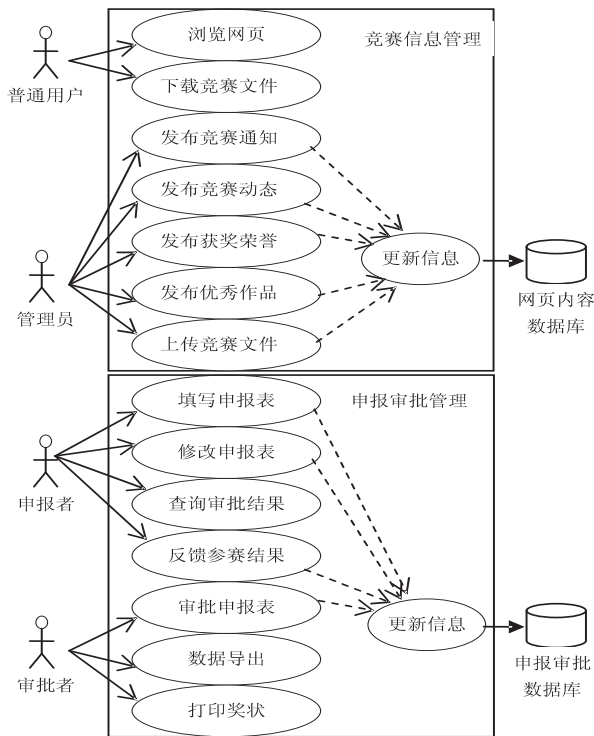 浏览网页
竞赛信息管理
下载竞赛文件
普通用户
发布竞赛通知
发布竞赛动态
发布获奖荣誉
更新信息
发布优秀作品
网页内容
数据库
管理员
上传竞赛文件
填写申报表
申报审批管理
修改申报表
申报者
查询审批结果
反馈参赛结果
审批申报表
更新信息
数据导出
申报审批
数据库
审批者
打印奖状